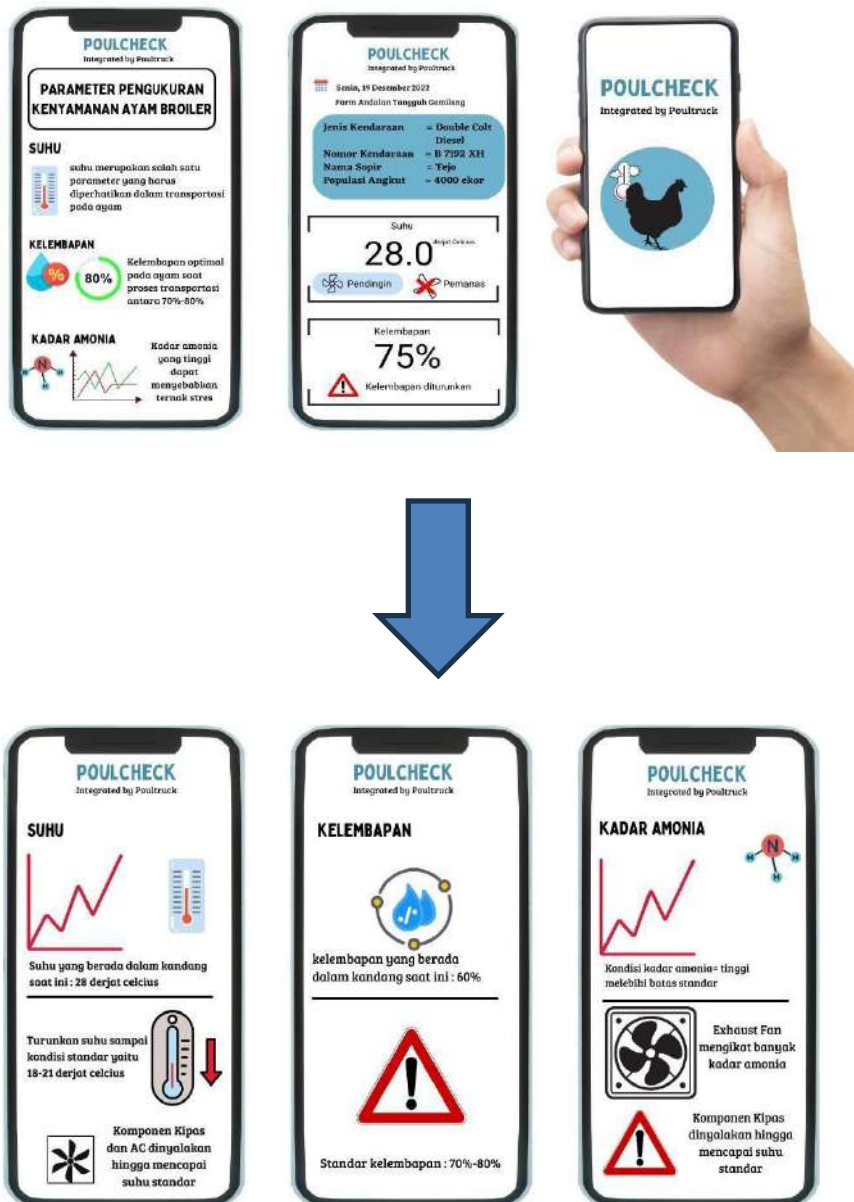 POULCHECK
Integrated by Poultruck
PARAMETER PENGUKURAN
KENYAMANAN AYAM BROILER
SUHU
suhu merupakan salah satu
parameter yang harus
diperhatikan dalam transportasi
pada ayam
KELEMBAPAN
%
80%
Kelembapan optimal
pada ayam saat
proses transportasi
antara 70%-80%
KADAR AMONIA
N
H
H
H
Kadar amonia
yang tinggi
dapat
menyebabkan
ternak stres
POULCHECK
Integrated by Poultruck
Senin, 19 Desember 2022
Farm Andalan Tangguh Gemilang
Jenis Kendaraan = Double Colt
Diesel
Nomor Kendaraan = B 7192 XH
Nama Sopir = Tejo
Populasi Angkut = 4000 ekor
Suhu
28.0 derjat Celcius
Pendingin
Pemanas
Kelembapan
75%
Kelembapan diturunkan
POULCHECK
Integrated by Poultruck
POULCHECK
Integrated by Poultruck
SUHU
Suhu yang berada dalam kandang
saat ini : 28 derjat celcius
Turunkan suhu sampai
kondisi standar yaitu
18-21 derjat celcius
Komponen Kipas
dan AC dinyalakan
hingga mencapai
suhu standar
POULCHECK
Integrated by Poultruck
KELEMBAPAN
kelembapan yang berada
dalam kandang saat ini : 60%
Standar kelembapan : 70%-80%
POULCHECK
Integrated by Poultruck
KADAR AMONIA
N
H
H
H
Kondisi kadar amonia= tinggi
melebihi batas standar
Exhaust Fan
mengikat banyak
kadar amonia
Komponen Kipas
dinyalakan hingga
mencapai suhu
standar